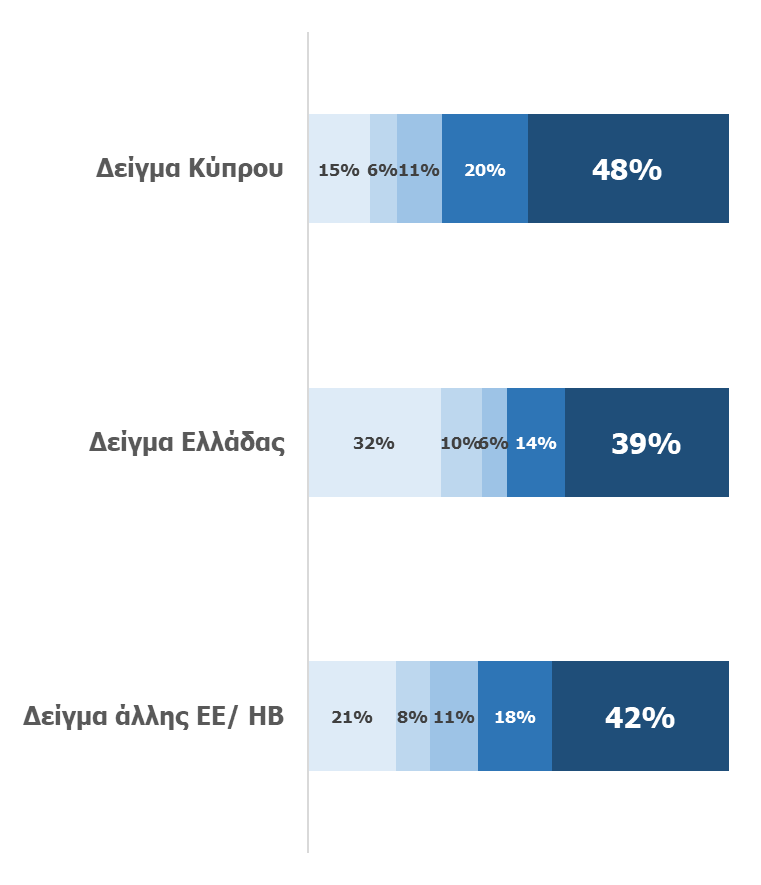 Δείγμα Κύπρου 15% 6% 11% 20% 48%
Δείγμα Ελλάδας 32% 10% 6% 14% 39%
Δείγμα άλλης ΕΕ/ ΗΒ 21% 8% 11% 18% 42%